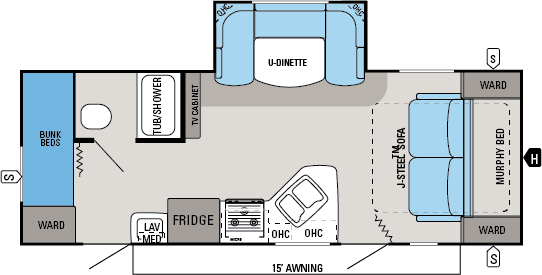 OHC
OHC
U-DINETTE
S
WARD
TUB/SHOWER
TV CABINET
BUNK
BEDS
J-STEEL SOFA
TM
MURPHY BED
H
S
WARD
LAV
MED
FRIDGE
MICRO
OHC
OHC
WARD
S
15' AWNING